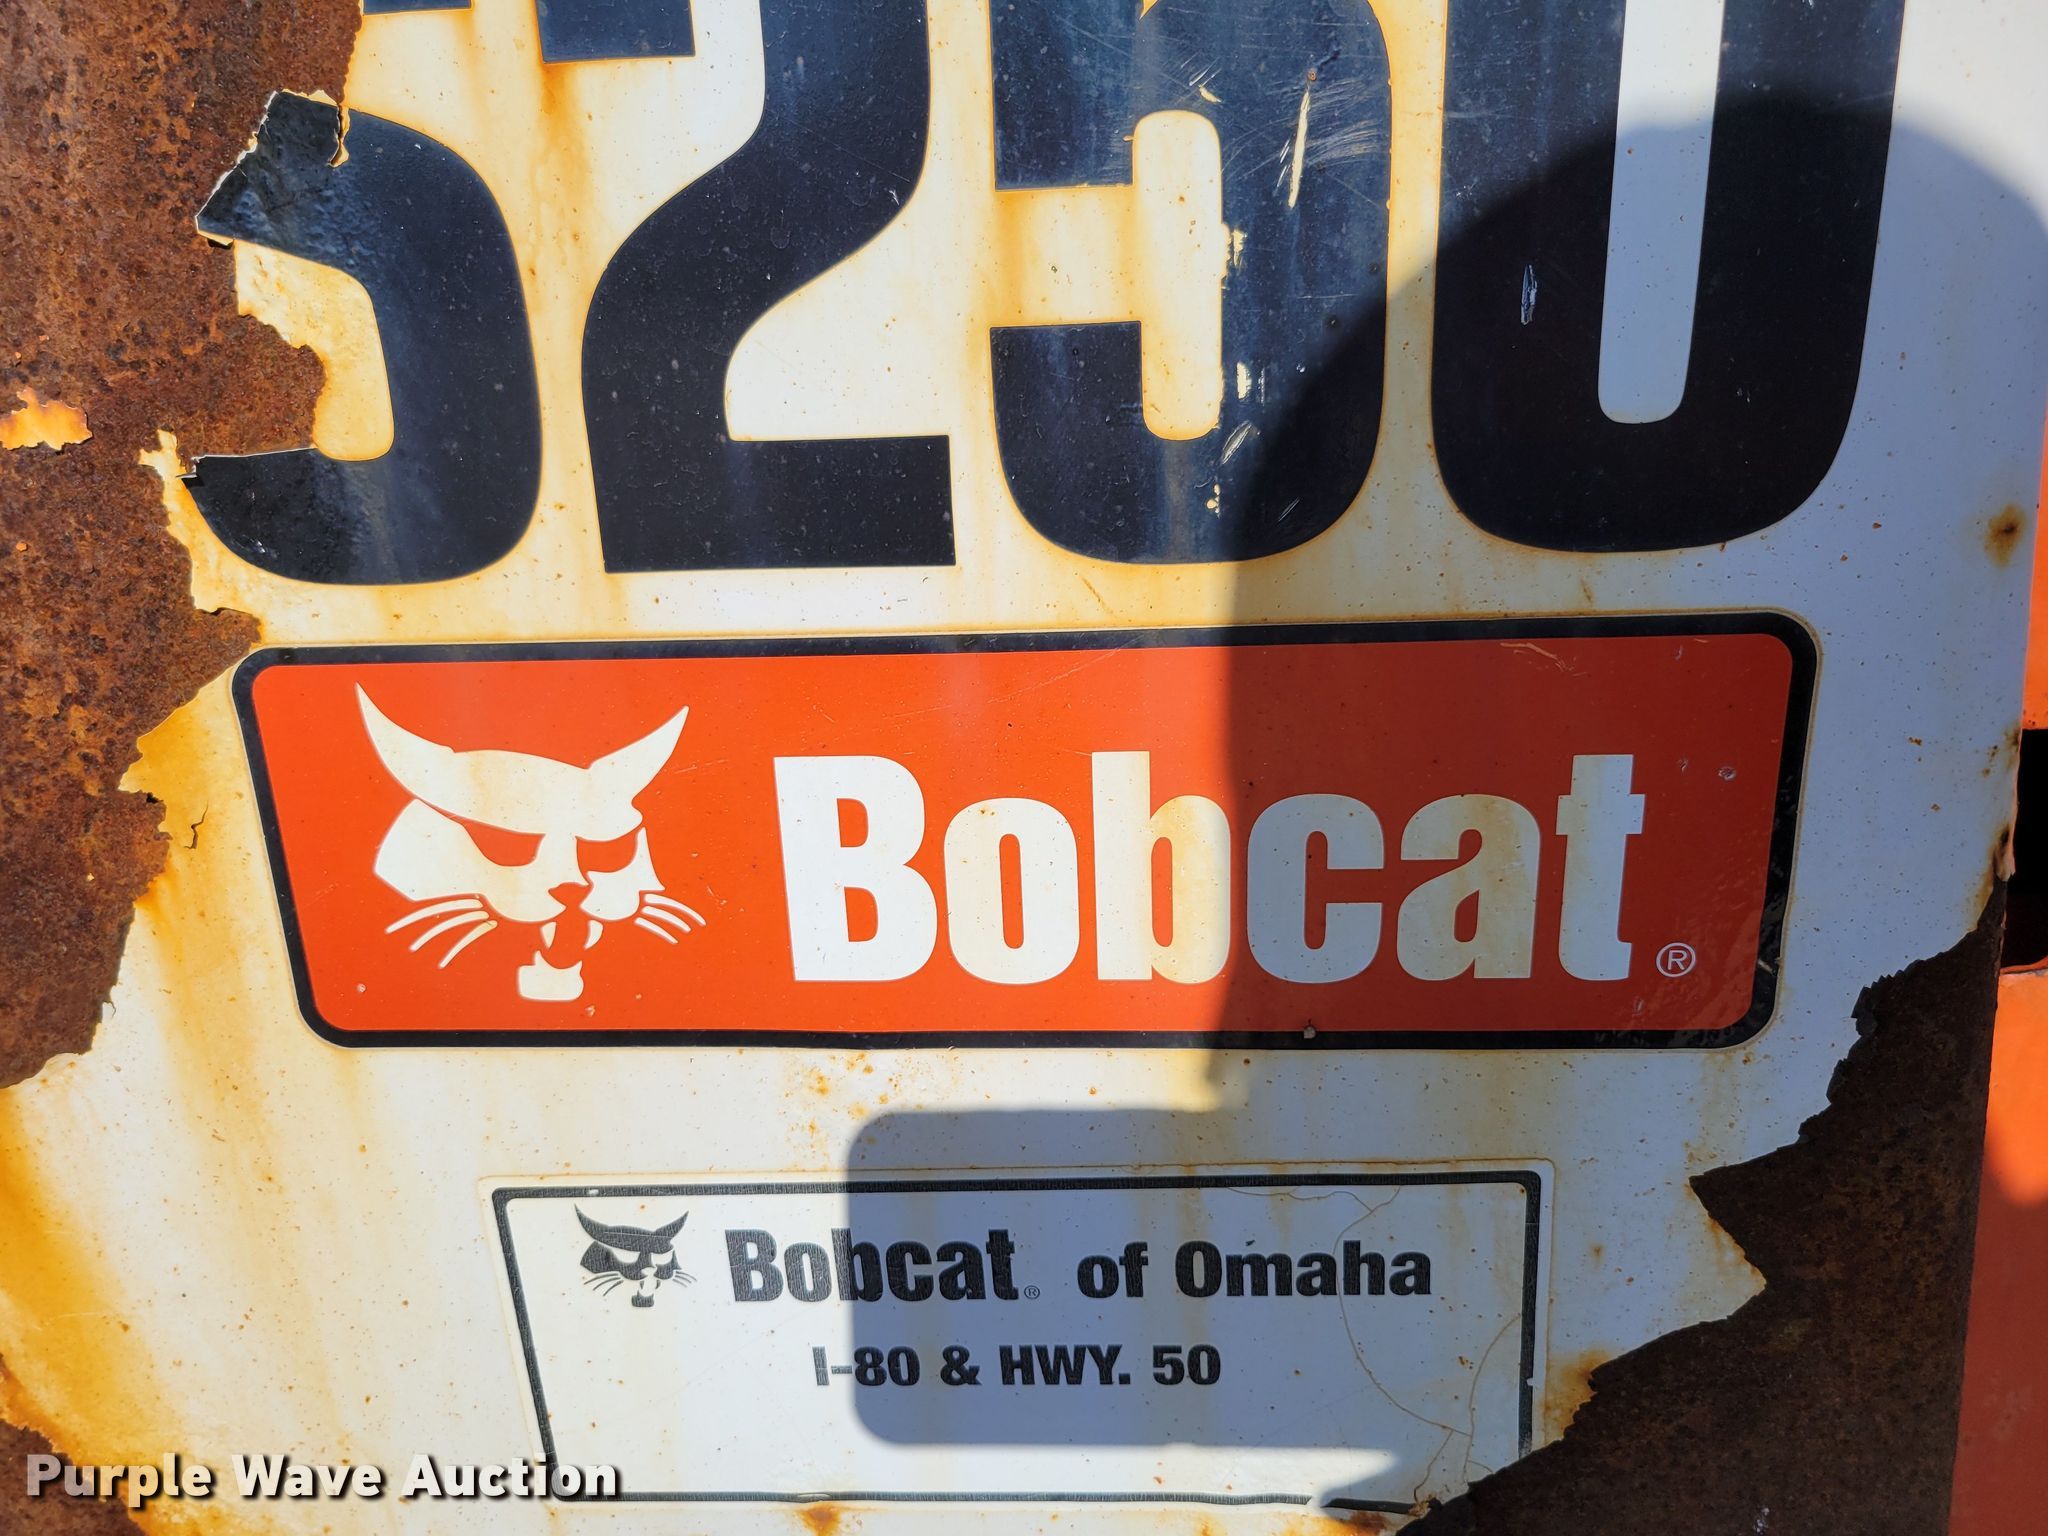 S250
Bobcat®
Bobcat® of Omaha
I-80 & HWY. 50
Purple Wave Auction